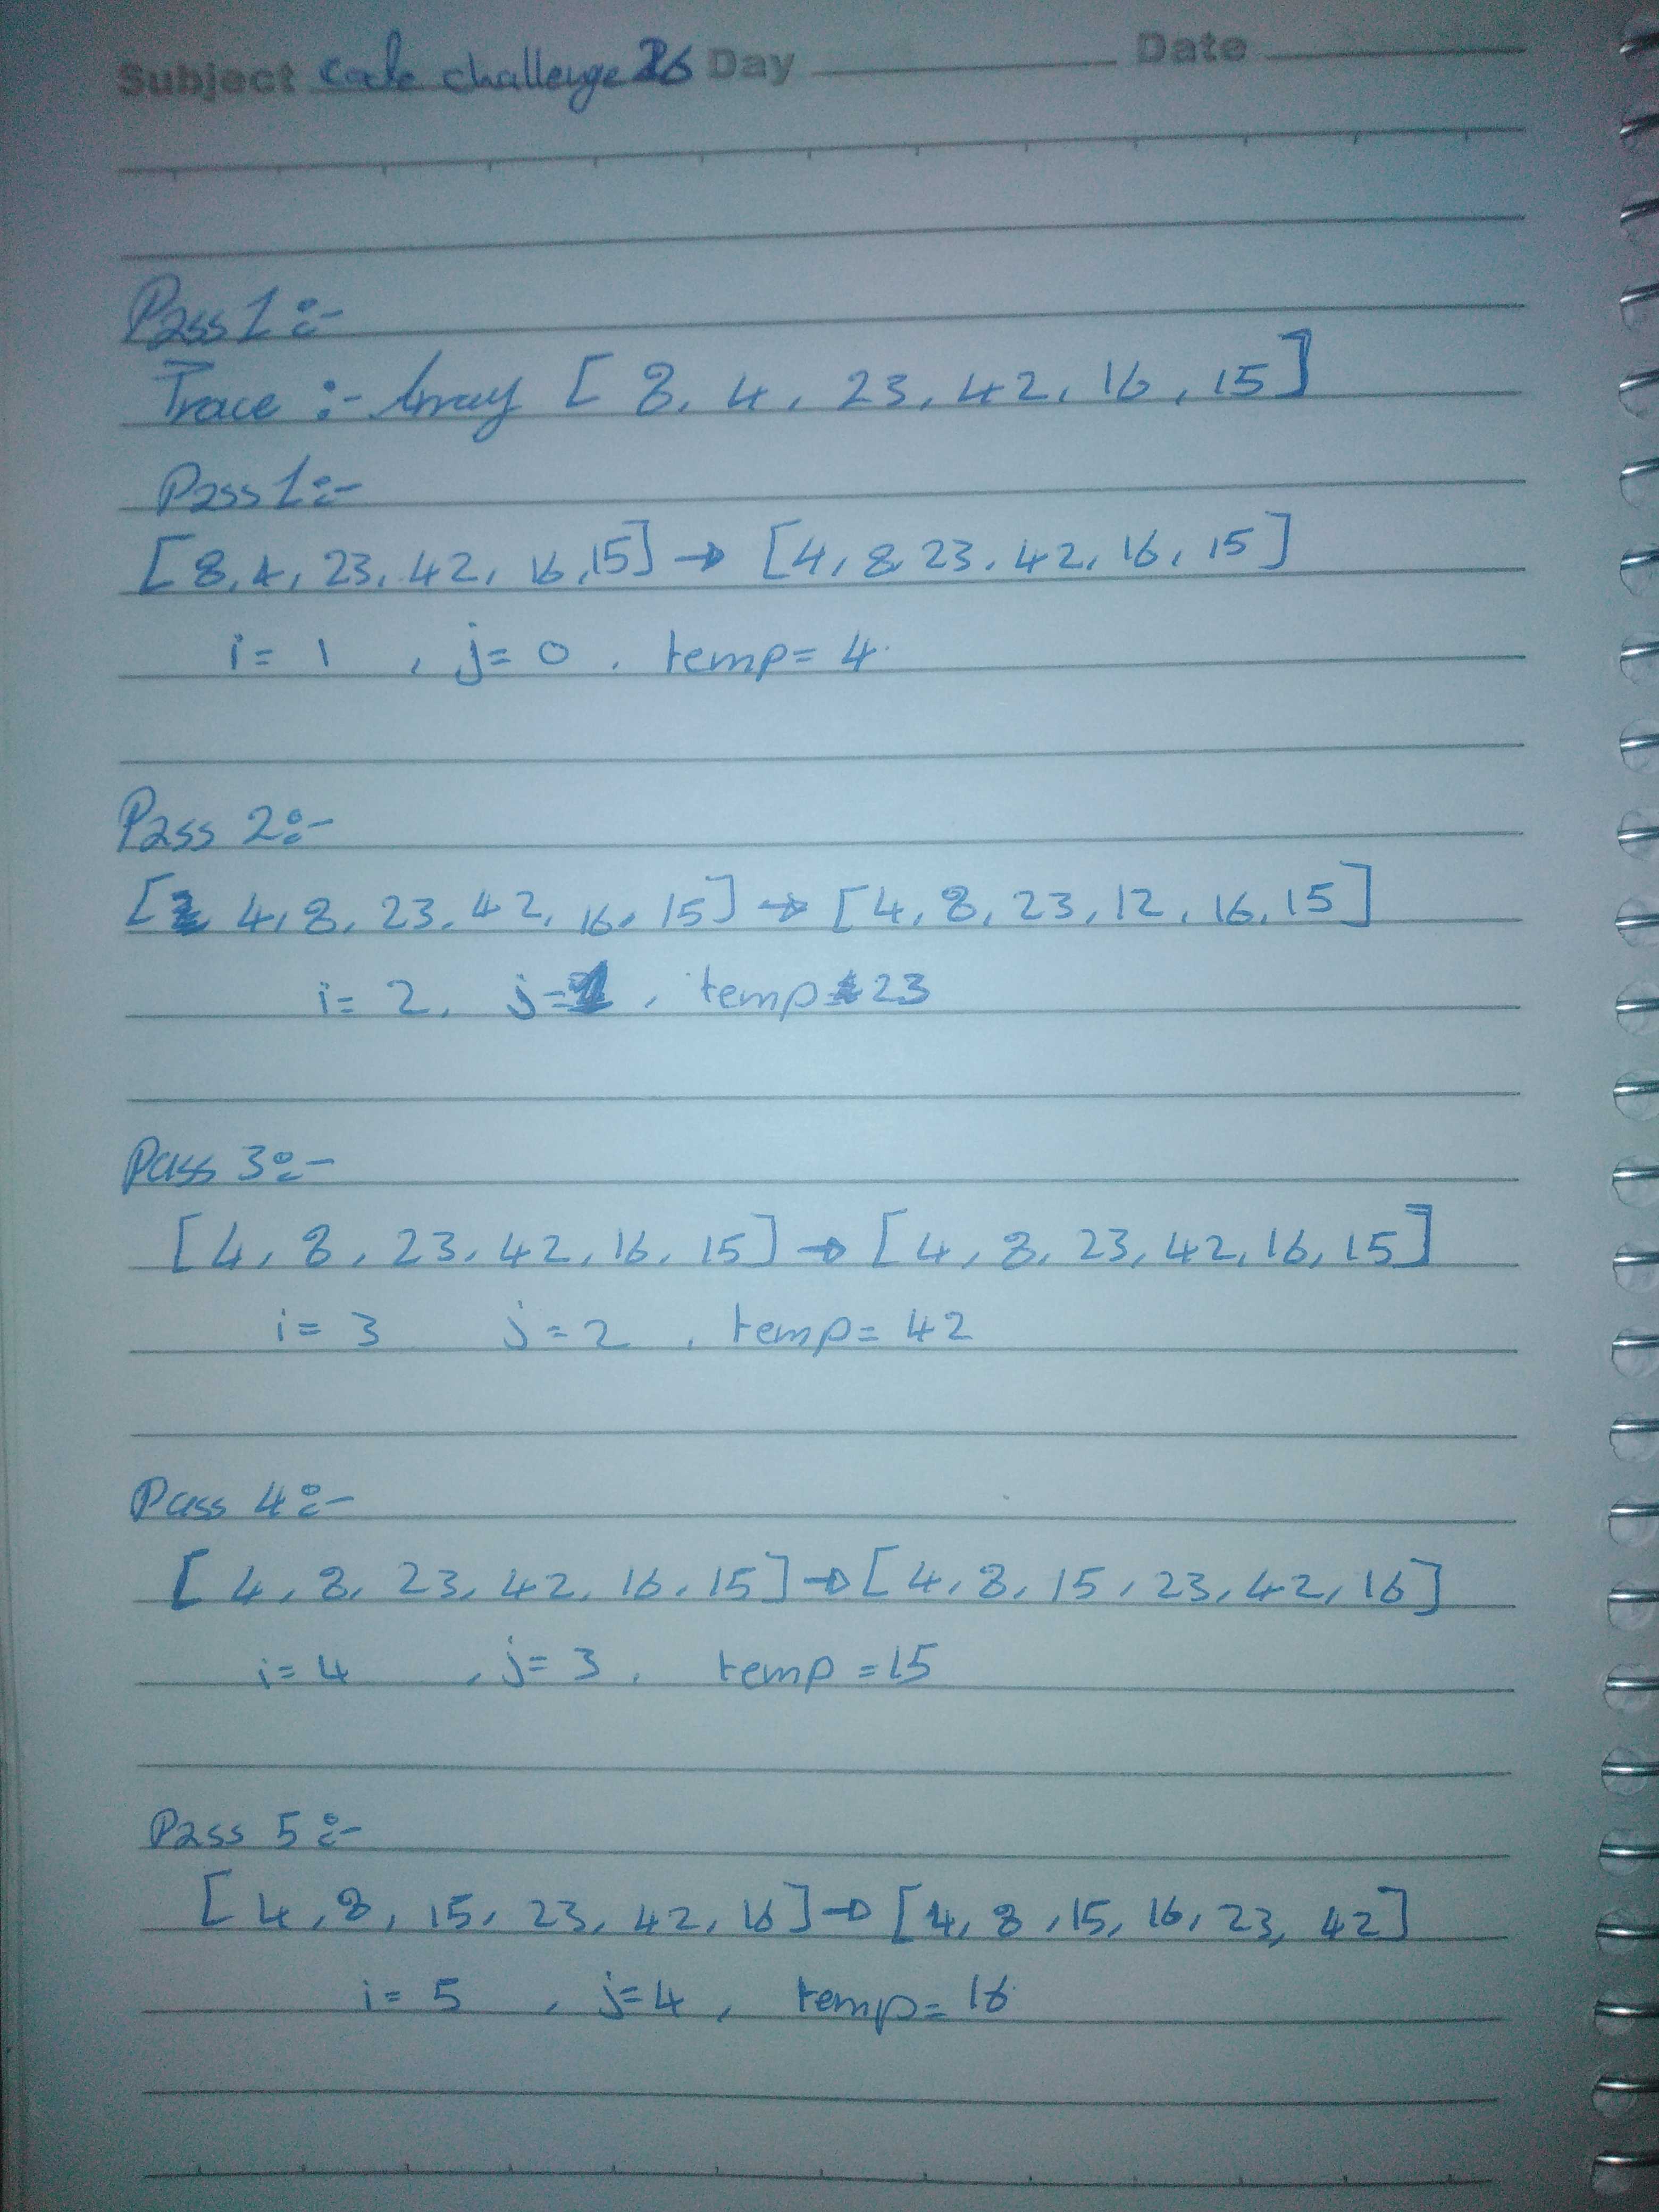 Subject Code challenge 26 Day Date
Pass 1:-
Trace :- Array [ 8, 4, 23, 42, 16, 15]
Pass 1:-
[8, 4, 23, 42, 16, 15] → [4, 8, 23, 42, 16, 15]
i= 1 , j= 0 , temp= 4
Pass 2:-
[ 4, 8, 23, 42, 16, 15] → [4, 8, 23, 12, 16, 15]
i= 2, j=1 , temp=23
Pass 3:-
[4, 8, 23, 42, 16, 15] → [4, 8, 23, 42, 16, 15]
i= 3 j=2 , temp= 42
Pass 4:-
[ 4, 8, 23, 42, 16, 15] → [4, 8, 15, 23, 42, 16]
i=4 , j= 3 , temp =15
Pass 5:-
[ 4, 8, 15, 23, 42, 16] → [4, 8, 15, 16, 23, 42]
i= 5 , j=4 , temp= 16